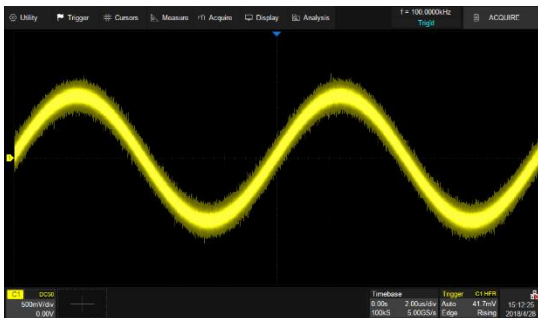 Utility Trigger Cursors Measure Acquire Display Analysis
f = 100.0000kHz
Trig'd
ACQUIRE
C1 DC50
500mV/div
0.00V
Timebase
0.00s 2.00us/div
100kS 5.00GS/s
Trigger C1 HFR
Auto 41.7mV
Edge Rising
15:12:25
2018/4/28